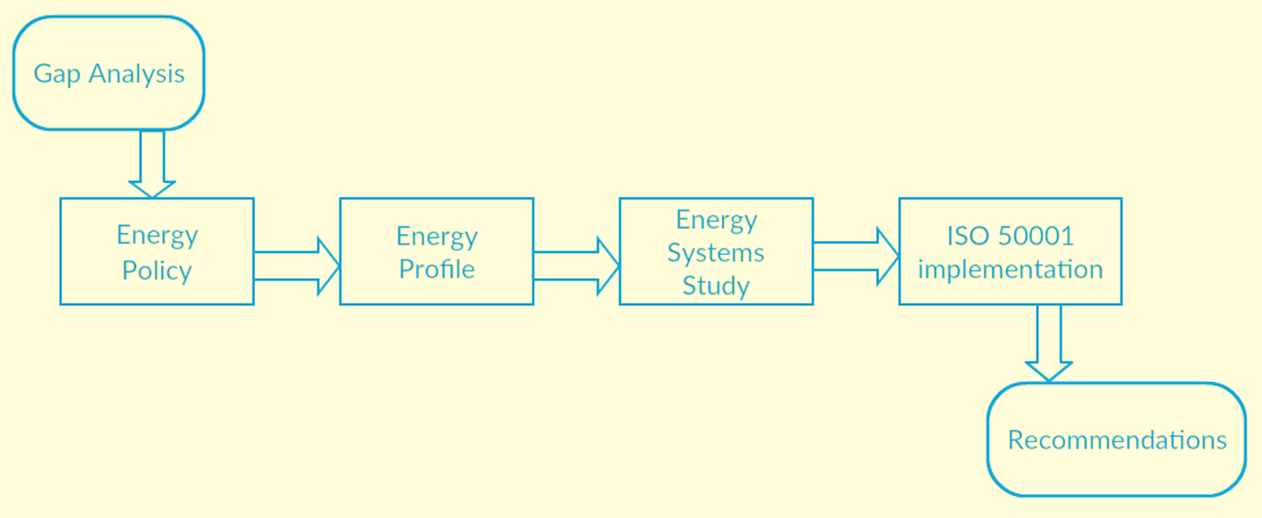 Gap Analysis
Energy
Policy
Energy
Profile
Energy
Systems
Study
ISO 50001
implementation
Recommendations